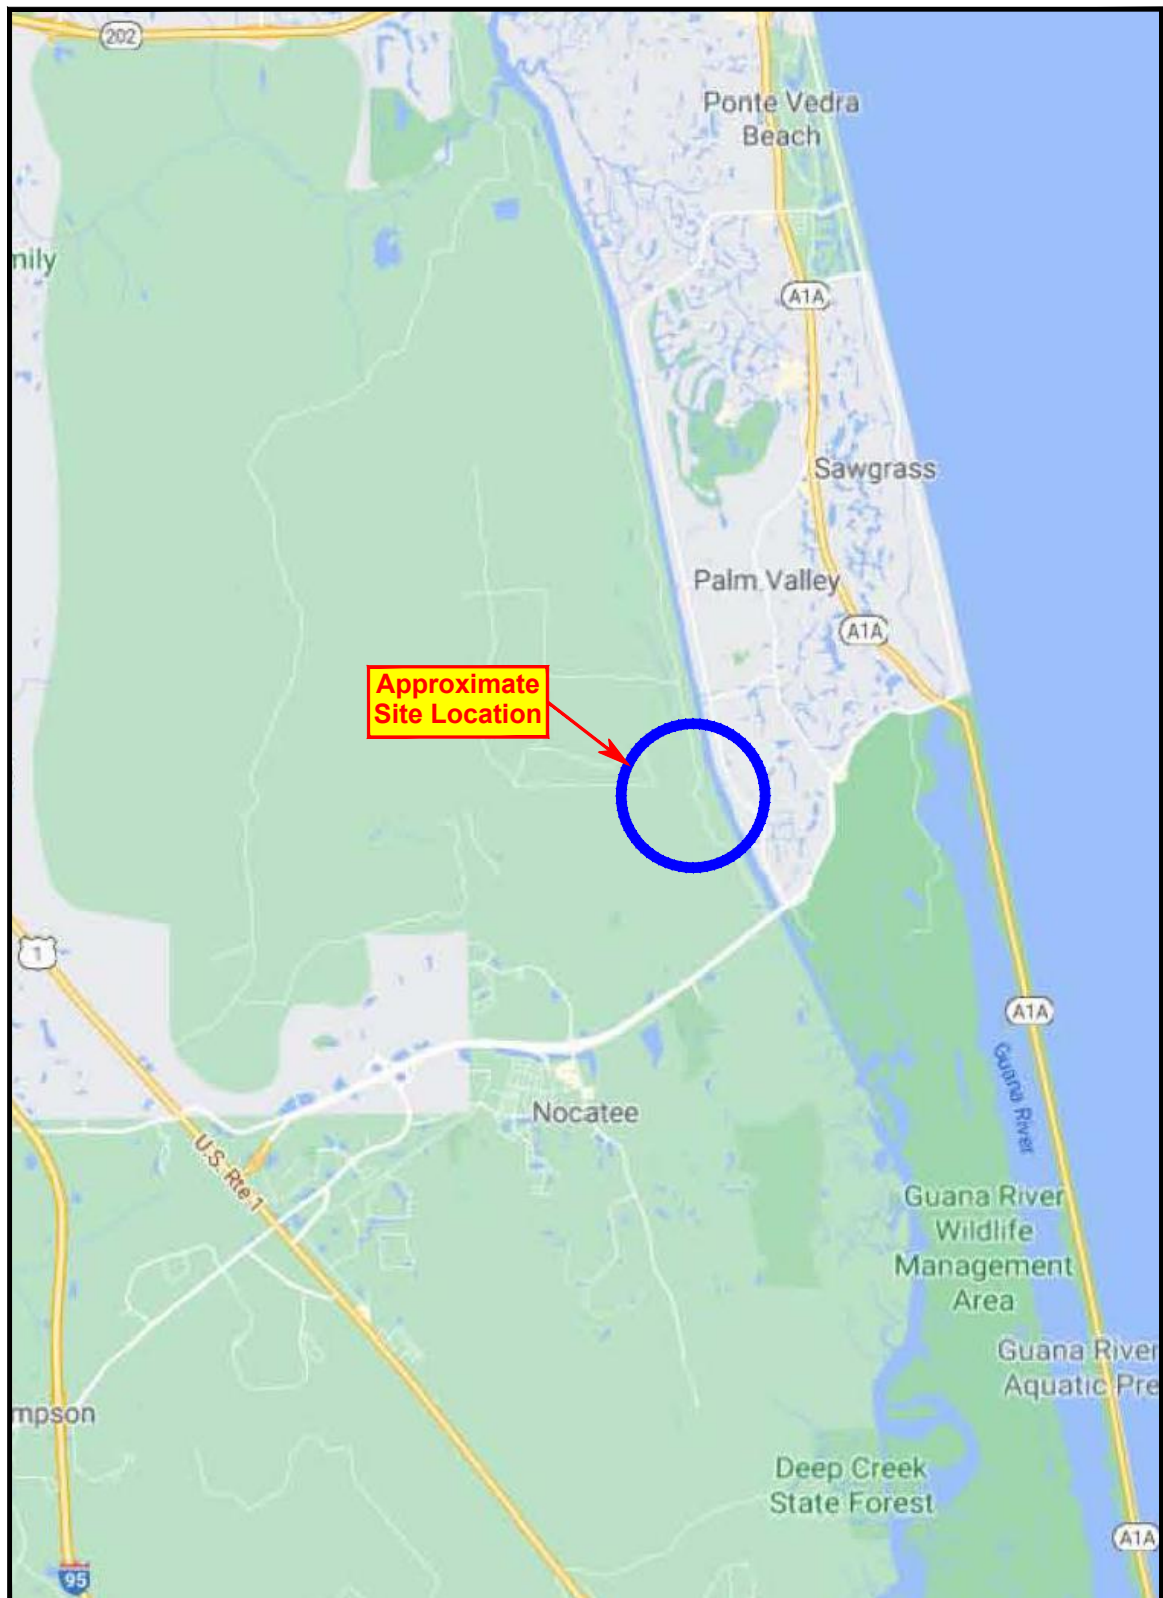 202
Ponte Vedra
Beach
nily
A1A
Sawgrass
Palm Valley
A1A
Approximate
Site Location
1
A1A
Guana River
Nocatee
U.S. Rte 1
Guana River
Wildlife
Management
Area
Guana River
Aquatic Pre
mpson
Deep Creek
State Forest
A1A
95